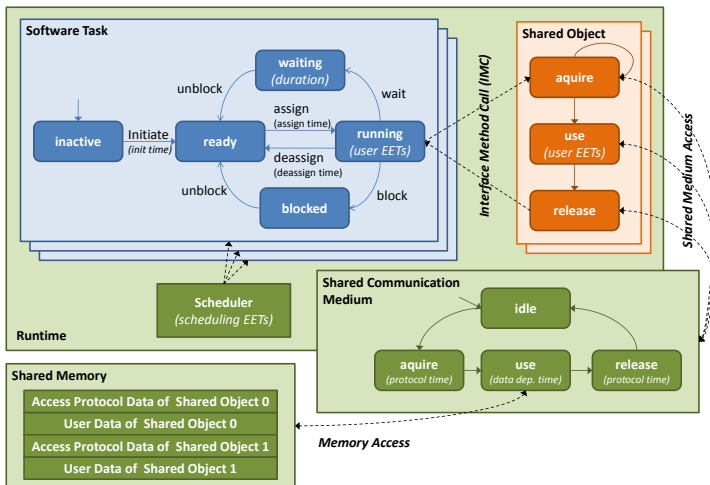 Software Task
Shared Object
waiting
(duration)
aquire
unblock
wait
assign
(assign time)
Initiate
(init time)
inactive
ready
running
(user EETs)
use
(user EETs)
deassign
(deassign time)
unblock
block
blocked
release
Interface Method Call (IMC)
Shared Medium Access
Scheduler
(scheduling EETs)
Runtime
Shared Communication
Medium
idle
aquire
(protocol time)
use
(data dep. time)
release
(protocol time)
Shared Memory
Access Protocol Data of Shared Object 0
User Data of Shared Object 0
Access Protocol Data of Shared Object 1
User Data of Shared Object 1
Memory Access